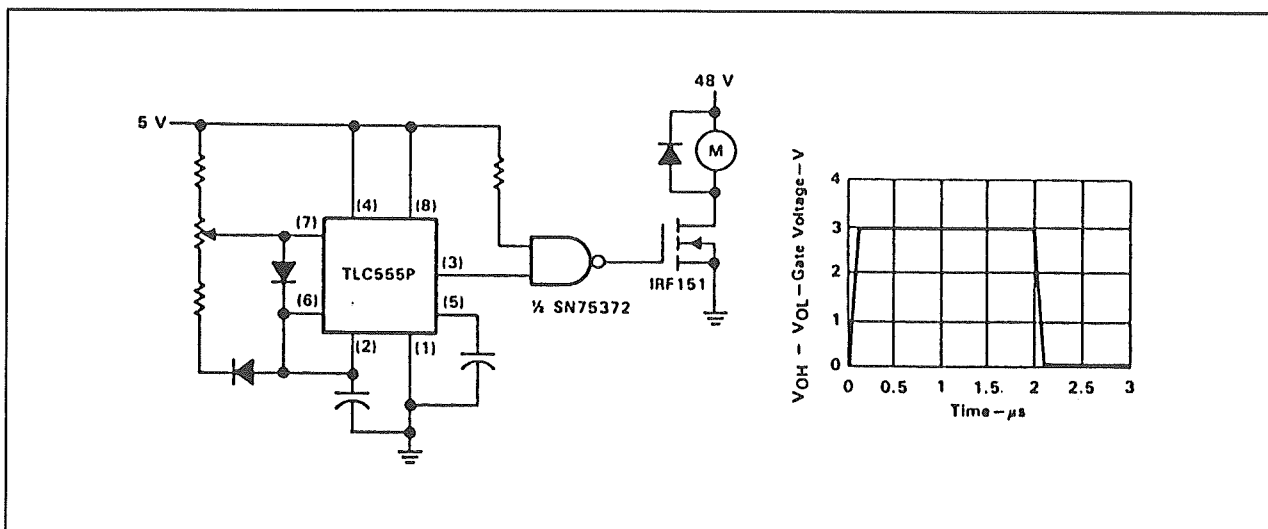 48 V
5 V
M
(4)
(8)
(7)
TLC555P
(3)
(6)
(5)
(2)
(1)
½ SN75372
IRF151
VOH – VOL – Gate Voltage – V
4
3
2
1
0
0 0.5 1 1.5 2 2.5 3
Time – μs